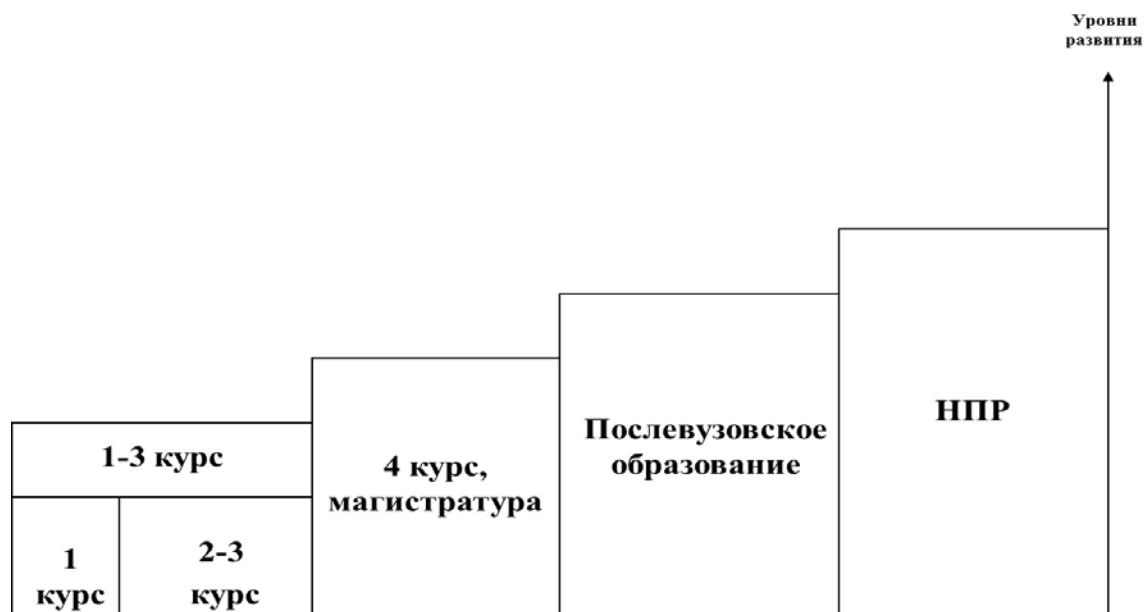 Уровни
развития
НПР
Послевузовское
образование
4 курс,
магистратура
1-3 курс
1
курс
2-3
курс